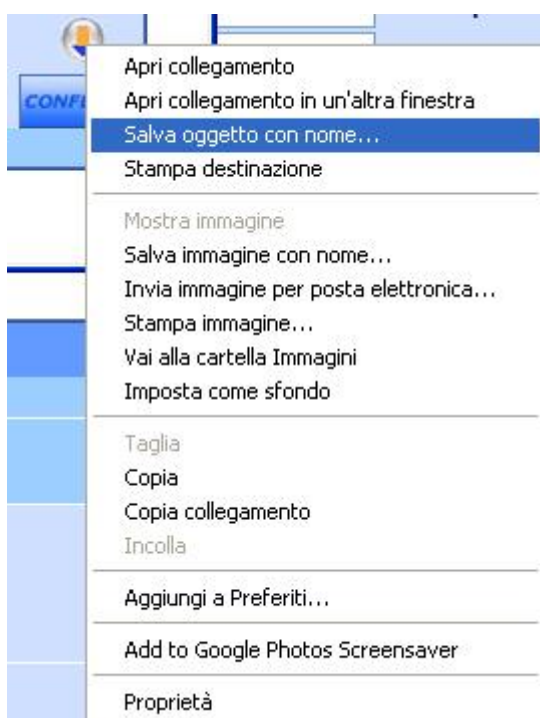 Apri collegamento
CONF
Apri collegamento in un'altra finestra
Salva oggetto con nome...
Stampa destinazione
Mostra immagine
Salva immagine con nome...
Invia immagine per posta elettronica...
Stampa immagine...
Vai alla cartella Immagini
Imposta come sfondo
Taglia
Copia
Copia collegamento
Incolla
Aggiungi a Preferiti...
Add to Google Photos Screensaver
Proprietà